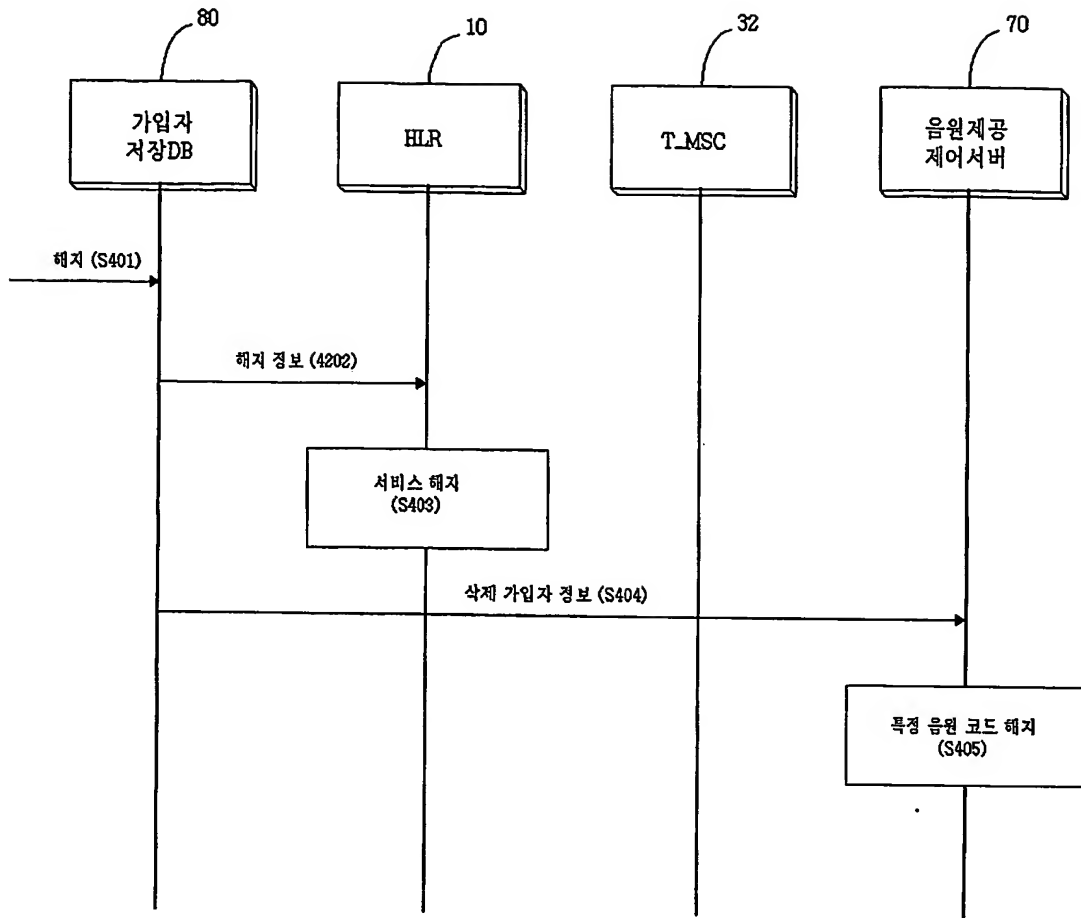 80
10
32
70
가입자
저장DB
HLR
T_MSC
음원제공
제어서버
해지 (S401)
해지 정보 (4202)
서비스 해지
(S403)
삭제 가입자 정보 (S404)
특정 음원 코드 해지
(S405)